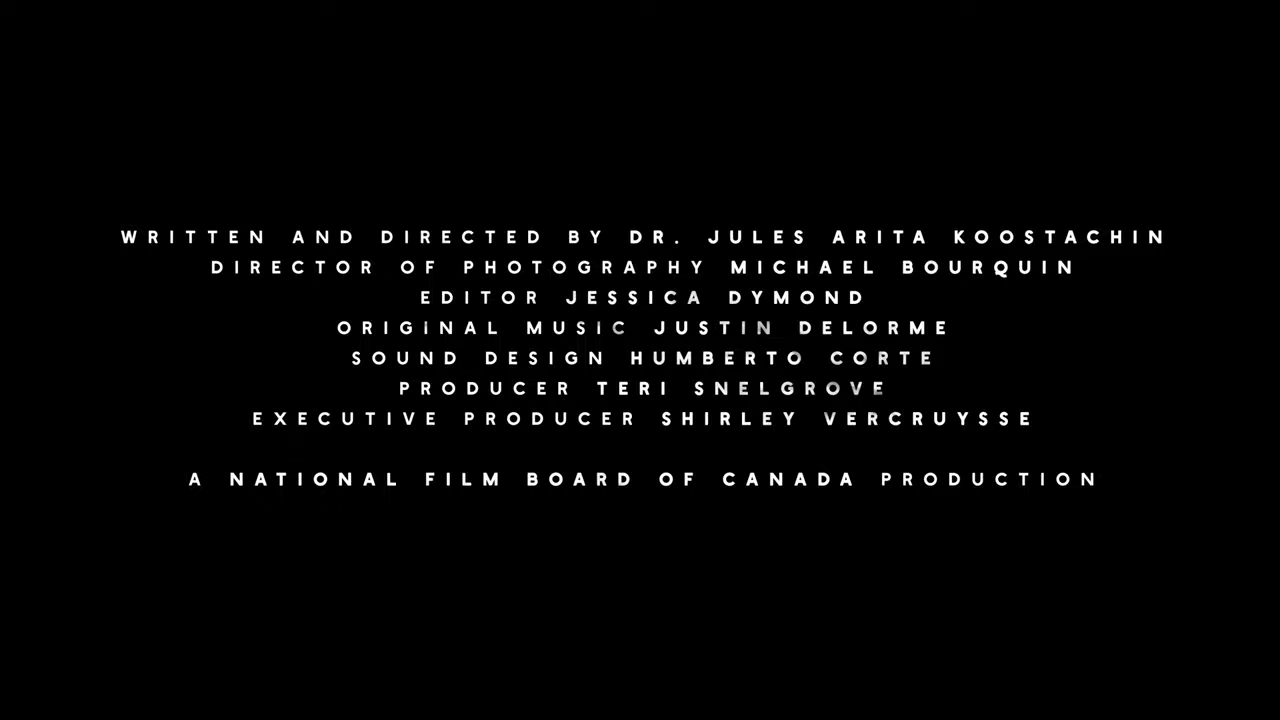 WRITTEN AND DIRECTED BY DR. JULES ARITA KOOSTACHIN
DIRECTOR OF PHOTOGRAPHY MICHAEL BOURQUIN
EDITOR JESSICA DYMOND
ORIGINAL MUSIC JUSTIN DELORME
SOUND DESIGN HUMBERTO CORTE
PRODUCER TERI SNELGROVE
EXECUTIVE PRODUCER SHIRLEY VERCRUYSSE
A NATIONAL FILM BOARD OF CANADA PRODUCTION